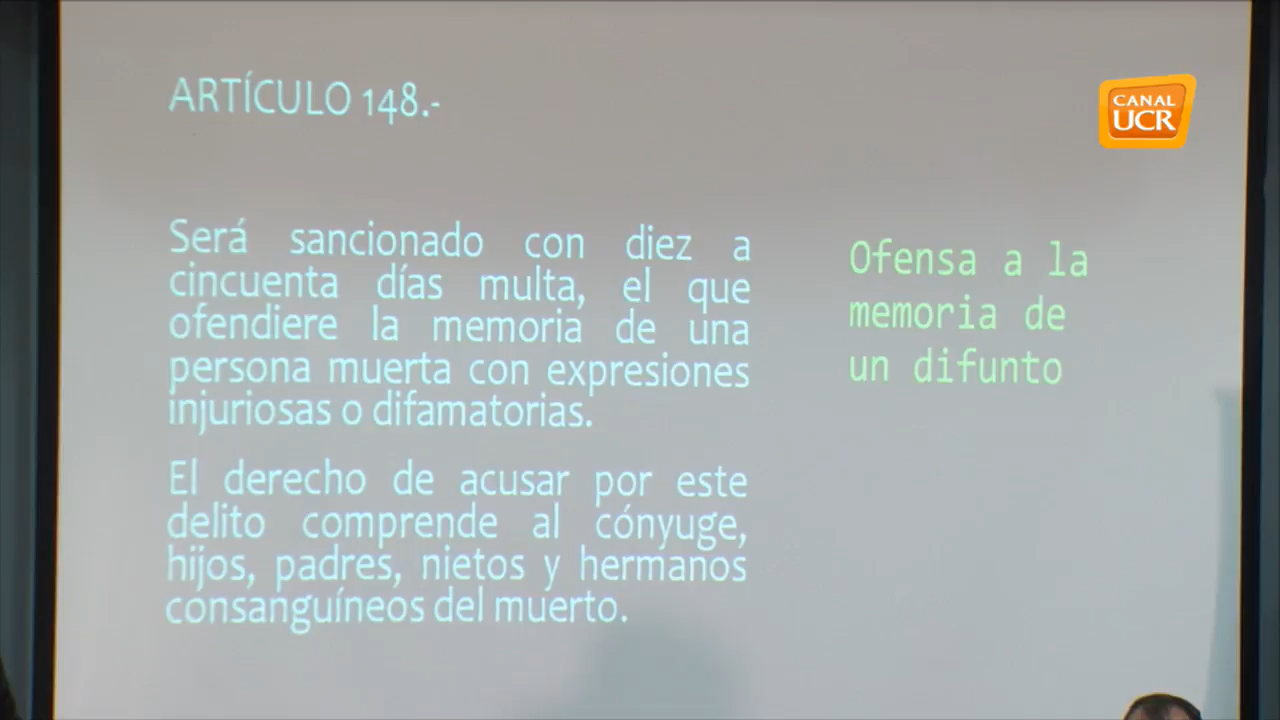 ARTÍCULO 148.-
CANAL
UCR
Será sancionado con diez a
cincuenta días multa, el que
ofendiere la memoria de una
persona muerta con expresiones
injuriosas o difamatorias.
El derecho de acusar por este
delito comprende al cónyuge,
hijos, padres, nietos y hermanos
consanguíneos del muerto.
Ofensa a la
memoria de
un difunto